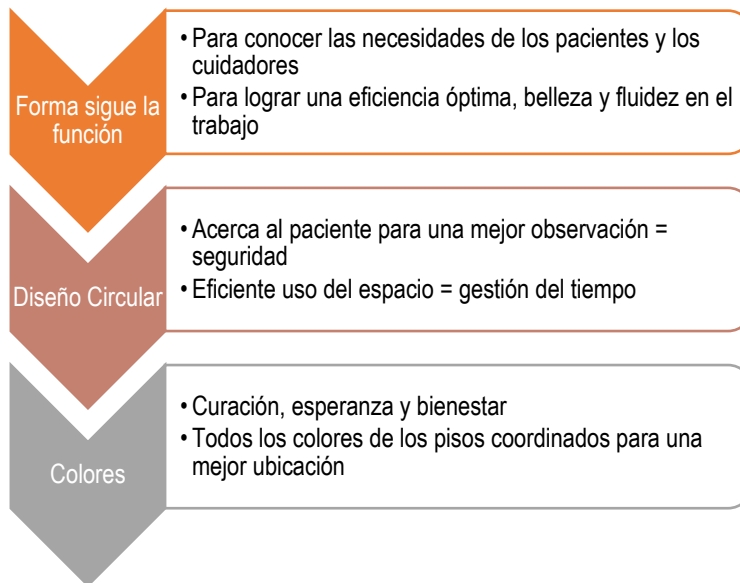 Forma sigue la
función
• Para conocer las necesidades de los pacientes y los
cuidadores
• Para lograr una eficiencia óptima, belleza y fluidez en el
trabajo
Diseño Circular
• Acerca al paciente para una mejor observación =
seguridad
• Eficiente uso del espacio = gestión del tiempo
Colores
• Curación, esperanza y bienestar
• Todos los colores de los pisos coordinados para una
mejor ubicación